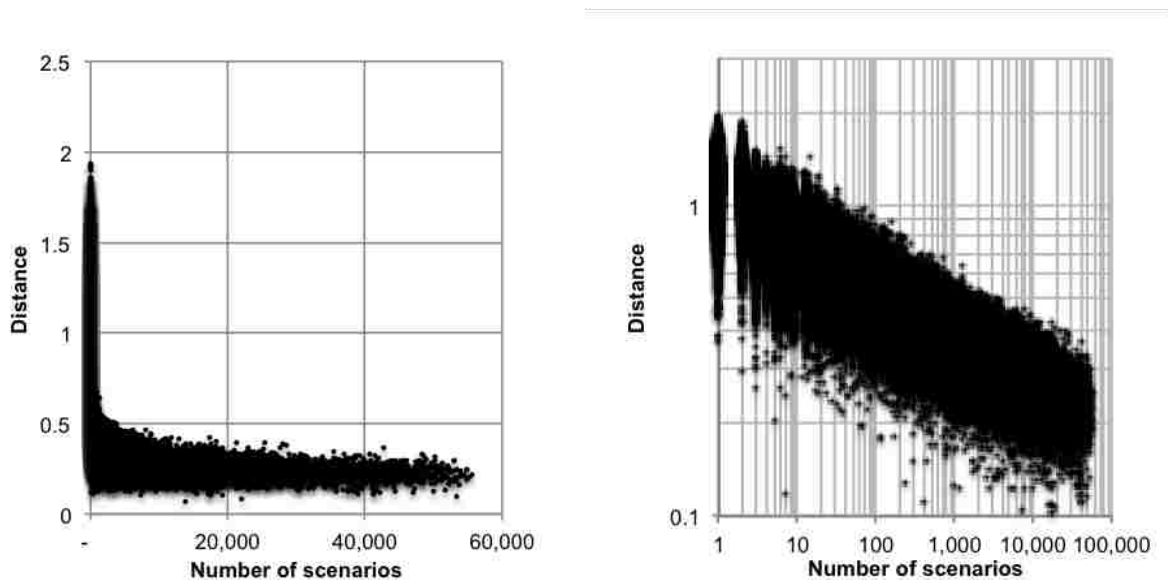 2.5
2
1.5
1
0.5
0
Distance
- 20,000 40,000 60,000
Number of scenarios
1
0.1
Distance
1 10 100 1,000 10,000 100,000
Number of scenarios